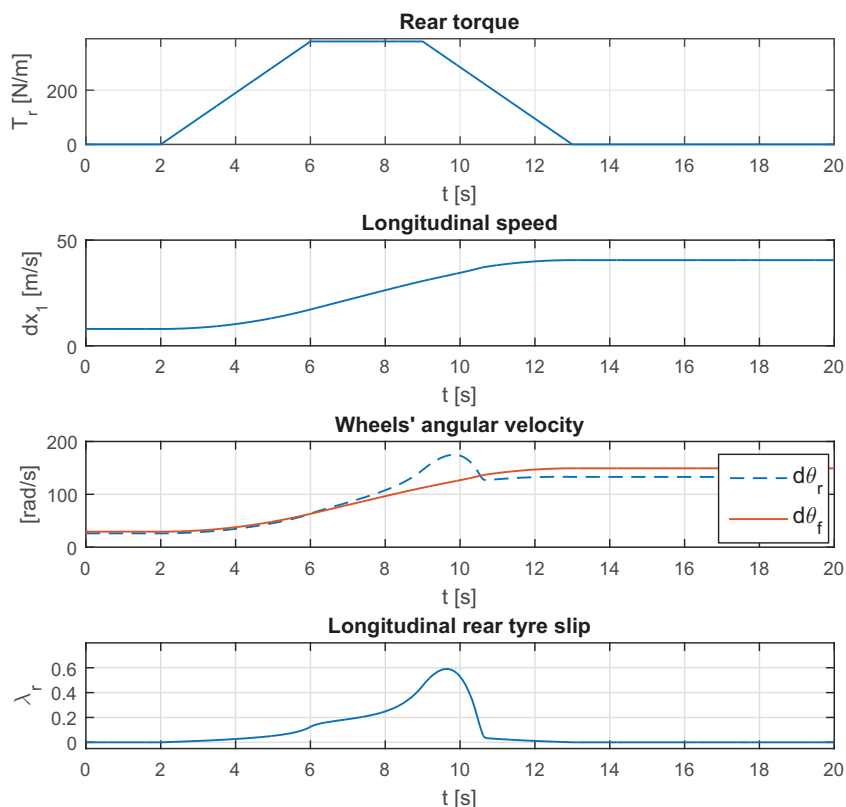 Rear torque
T_r [N/m]
200
0
0 2 4 6 8 10 12 14 16 18 20
t [s]
Longitudinal speed
dx_1 [m/s]
50
0
0 2 4 6 8 10 12 14 16 18 20
t [s]
Wheels' angular velocity
[rad/s]
200
100
0
dθ_r
dθ_f
0 2 4 6 8 10 12 14 16 18 20
t [s]
Longitudinal rear tyre slip
λ_r
0.6
0.4
0.2
0
0 2 4 6 8 10 12 14 16 18 20
t [s]